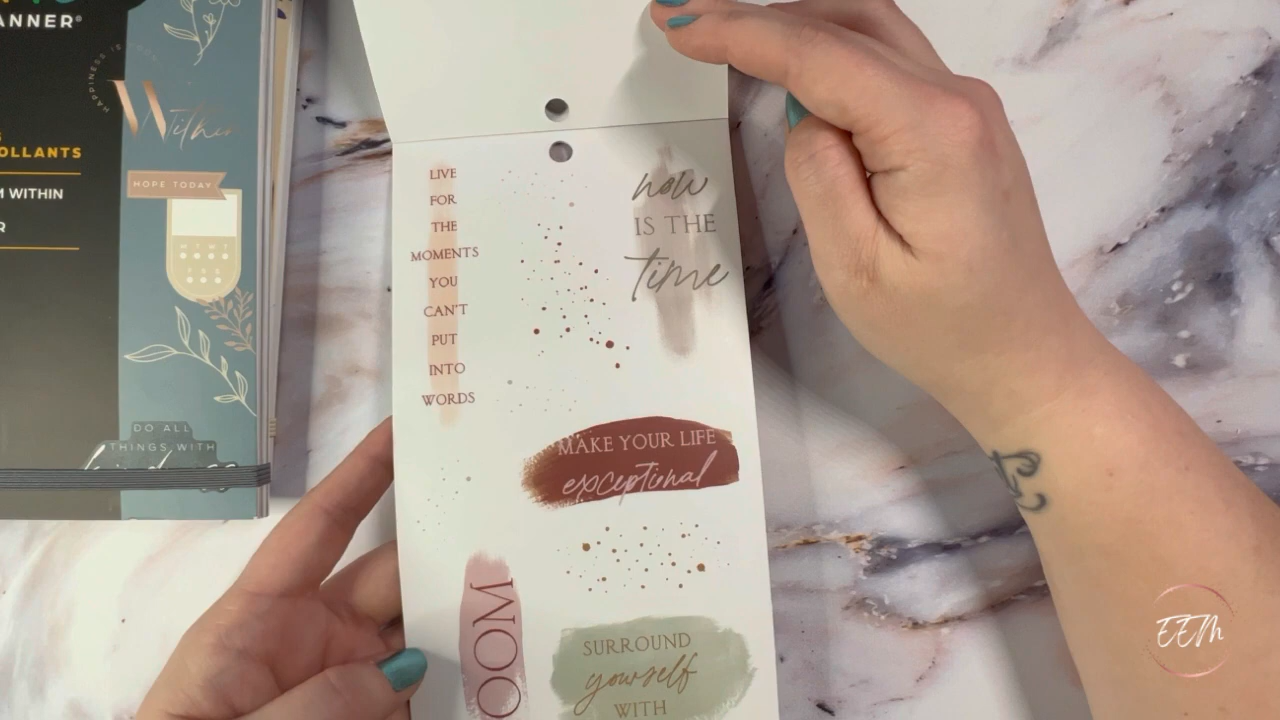 ANNER®
OLLANTS
M WITHIN
R
HAPPINESS IS
Within
HOPE TODAY
M T W T
F S S
DO ALL
THINGS WITH
LIVE
FOR
THE
MOMENTS
YOU
CAN'T
PUT
INTO
WORDS
now
IS THE
time
MAKE YOUR LIFE
exceptional
OOM
SURROUND
yourself
WITH
EEM